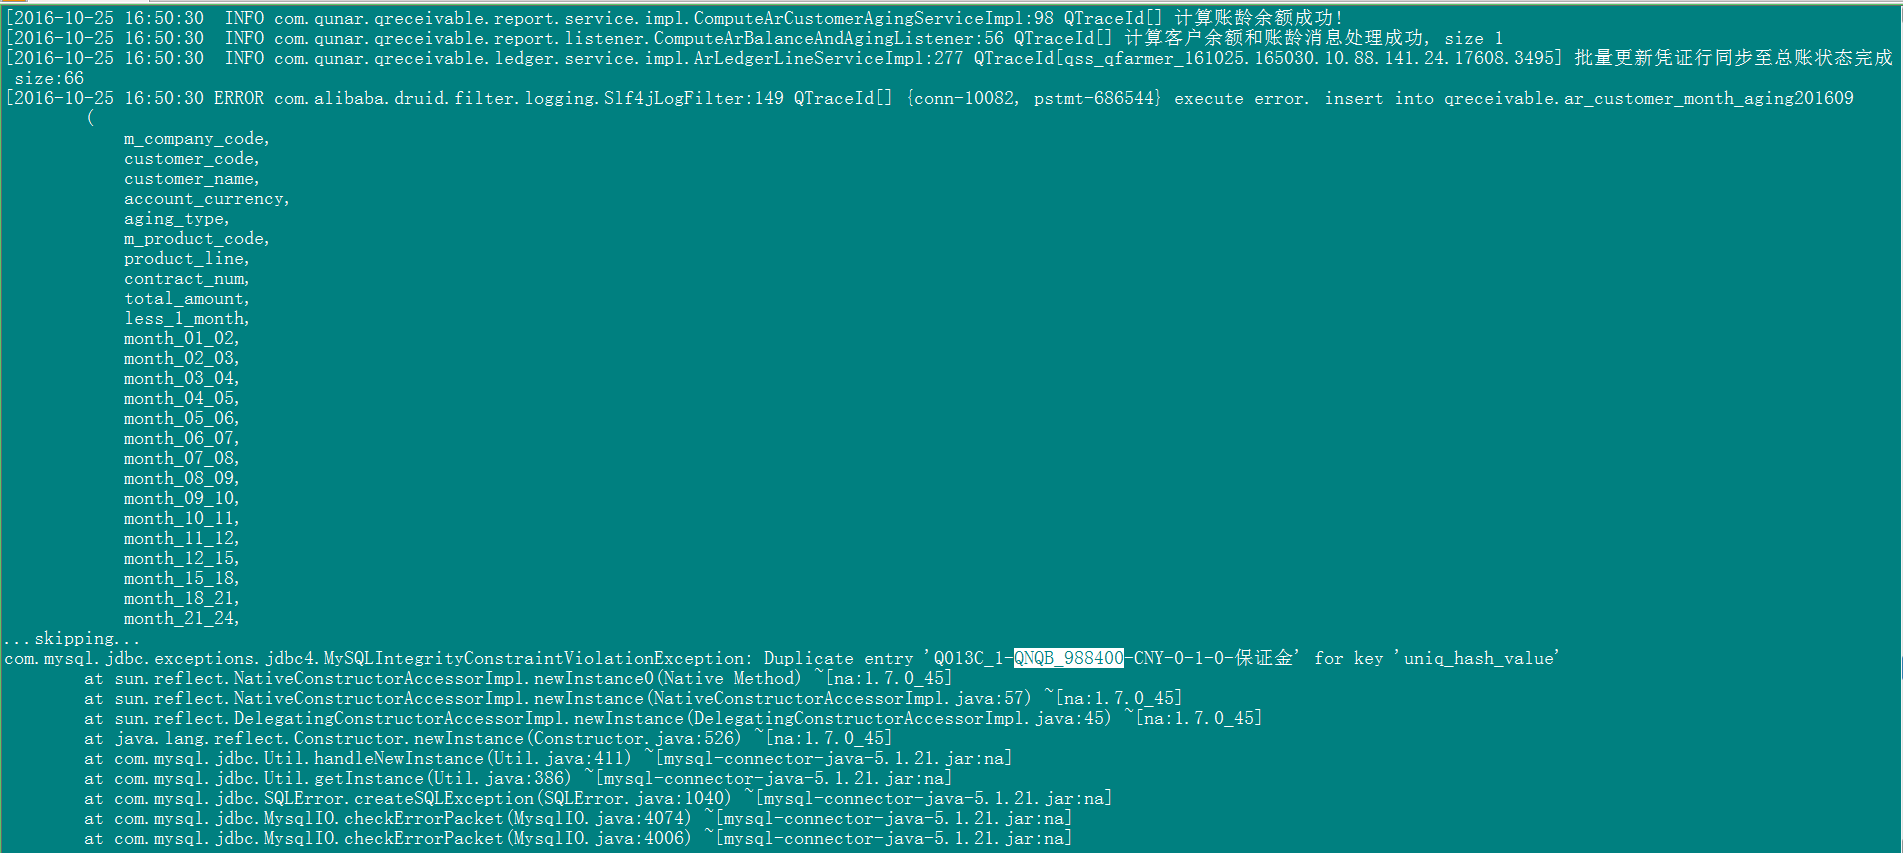 [2016-10-25 16:50:30  INFO com.qunar.qreceivable.report.service.impl.ComputeArCustomerAgingServiceImpl:98 QTraceId[] 计算账龄余额成功!
[2016-10-25 16:50:30  INFO com.qunar.qreceivable.report.listener.ComputeArBalanceAndAgingListener:56 QTraceId[] 计算客户余额和账龄消息处理成功, size 1
[2016-10-25 16:50:30  INFO com.qunar.qreceivable.ledger.service.impl.ArLedgerLineServiceImpl:277 QTraceId[qss_qfarmer_161025.165030.10.88.141.24.17608.3495] 批量更新凭证行同步至总账状态完成
size:66
[2016-10-25 16:50:30 ERROR com.alibaba.druid.filter.logging.Slf4jLogFilter:149 QTraceId[] {conn-10082, pstmt-686544} execute error. insert into qreceivable.ar_customer_month_aging201609
(
m_company_code,
customer_code,
customer_name,
account_currency,
aging_type,
m_product_code,
product_line,
contract_num,
total_amount,
less_1_month,
month_01_02,
month_02_03,
month_03_04,
month_04_05,
month_05_06,
month_06_07,
month_07_08,
month_08_09,
month_09_10,
month_10_11,
month_11_12,
month_12_15,
month_15_18,
month_18_21,
month_21_24,
...skipping...
com.mysql.jdbc.exceptions.jdbc4.MySQLIntegrityConstraintViolationException: Duplicate entry 'Q013C_1-QNQB_988400-CNY-0-1-0-保证金' for key 'uniq_hash_value'
at sun.reflect.NativeConstructorAccessorImpl.newInstance0(Native Method) ~[na:1.7.0_45]
at sun.reflect.NativeConstructorAccessorImpl.newInstance(NativeConstructorAccessorImpl.java:57) ~[na:1.7.0_45]
at sun.reflect.DelegatingConstructorAccessorImpl.newInstance(DelegatingConstructorAccessorImpl.java:45) ~[na:1.7.0_45]
at java.lang.reflect.Constructor.newInstance(Constructor.java:526) ~[na:1.7.0_45]
at com.mysql.jdbc.Util.handleNewInstance(Util.java:411) ~[mysql-connector-java-5.1.21.jar:na]
at com.mysql.jdbc.Util.getInstance(Util.java:386) ~[mysql-connector-java-5.1.21.jar:na]
at com.mysql.jdbc.SQLError.createSQLException(SQLError.java:1040) ~[mysql-connector-java-5.1.21.jar:na]
at com.mysql.jdbc.MysqlIO.checkErrorPacket(MysqlIO.java:4074) ~[mysql-connector-java-5.1.21.jar:na]
at com.mysql.jdbc.MysqlIO.checkErrorPacket(MysqlIO.java:4006) ~[mysql-connector-java-5.1.21.jar:na]